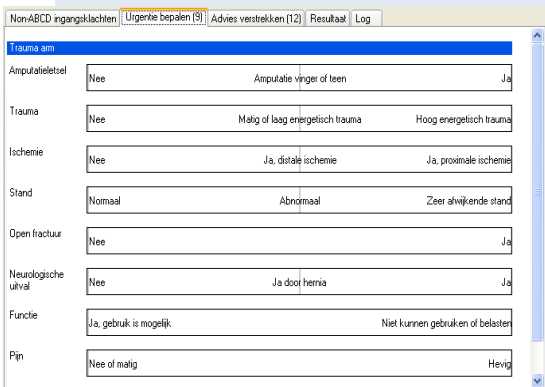 Non-ABCD ingangsklachten Urgentie bepalen (9) Advies verstrekken (12) Resultaat Log
Trauma arm
Amputatieletsel Nee Amputatie vinger of teen Ja
Trauma Nee Matig of laag energetisch trauma Hoog energetisch trauma
Ischemie Nee Ja, distale ischemie Ja, proximale ischemie
Stand Normaal Abnormaal Zeer afwijkende stand
Open fractuur Nee Ja
Neurologische
uitval Nee Ja door hernia Ja
Functie Ja, gebruik is mogelijk Niet kunnen gebruiken of belasten
Pijn Nee of matig Hevig